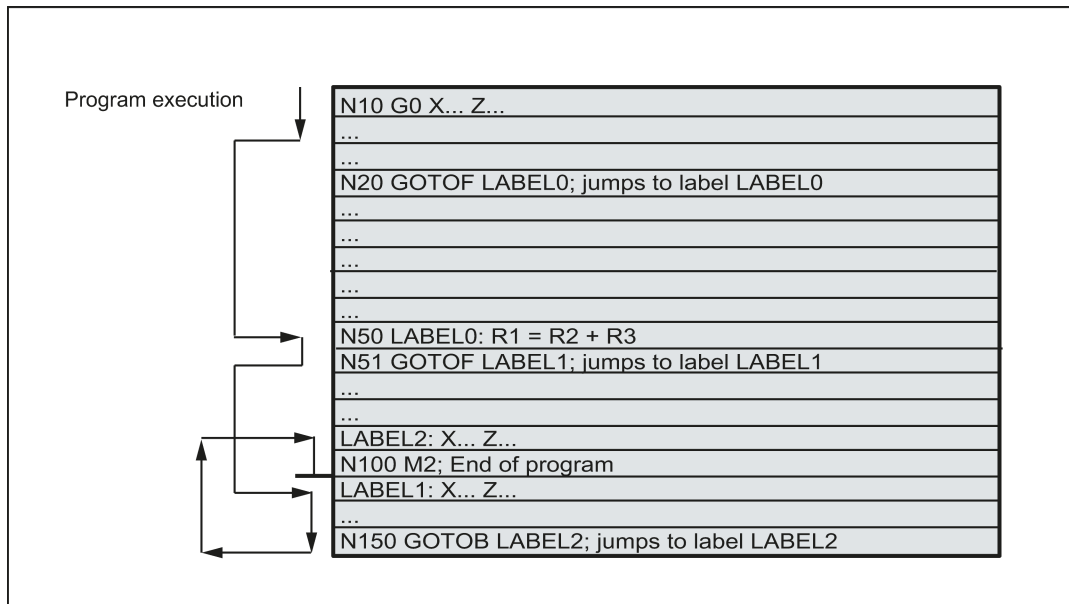 Program execution
N10 G0 X... Z...
...
...
N20 GOTOF LABEL0; jumps to label LABEL0
...
...
...
...
...
N50 LABEL0: R1 = R2 + R3
N51 GOTOF LABEL1; jumps to label LABEL1
...
...
LABEL2: X... Z...
N100 M2; End of program
LABEL1: X... Z...
...
N150 GOTOB LABEL2; jumps to label LABEL2